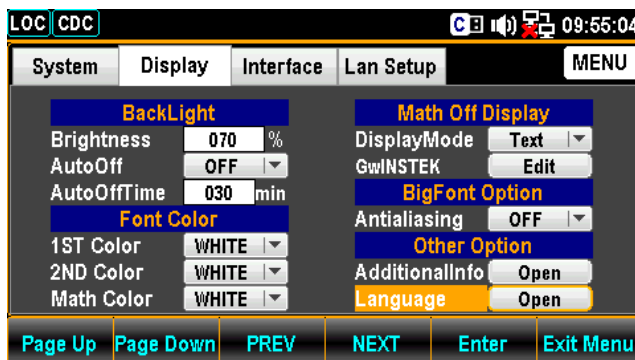 LOC CDC C 09:55:04
System Display Interface Lan Setup MENU
BackLight
Brightness 070 %
AutoOff OFF
AutoOffTime 030 min
Font Color
1ST Color WHITE
2ND Color WHITE
Math Color WHITE
Math Off Display
DisplayMode Text
GWINSTEK Edit
BigFont Option
Antialiasing OFF
Other Option
AdditionalInfo Open
Language Open
Page Up Page Down PREV NEXT Enter Exit Menu